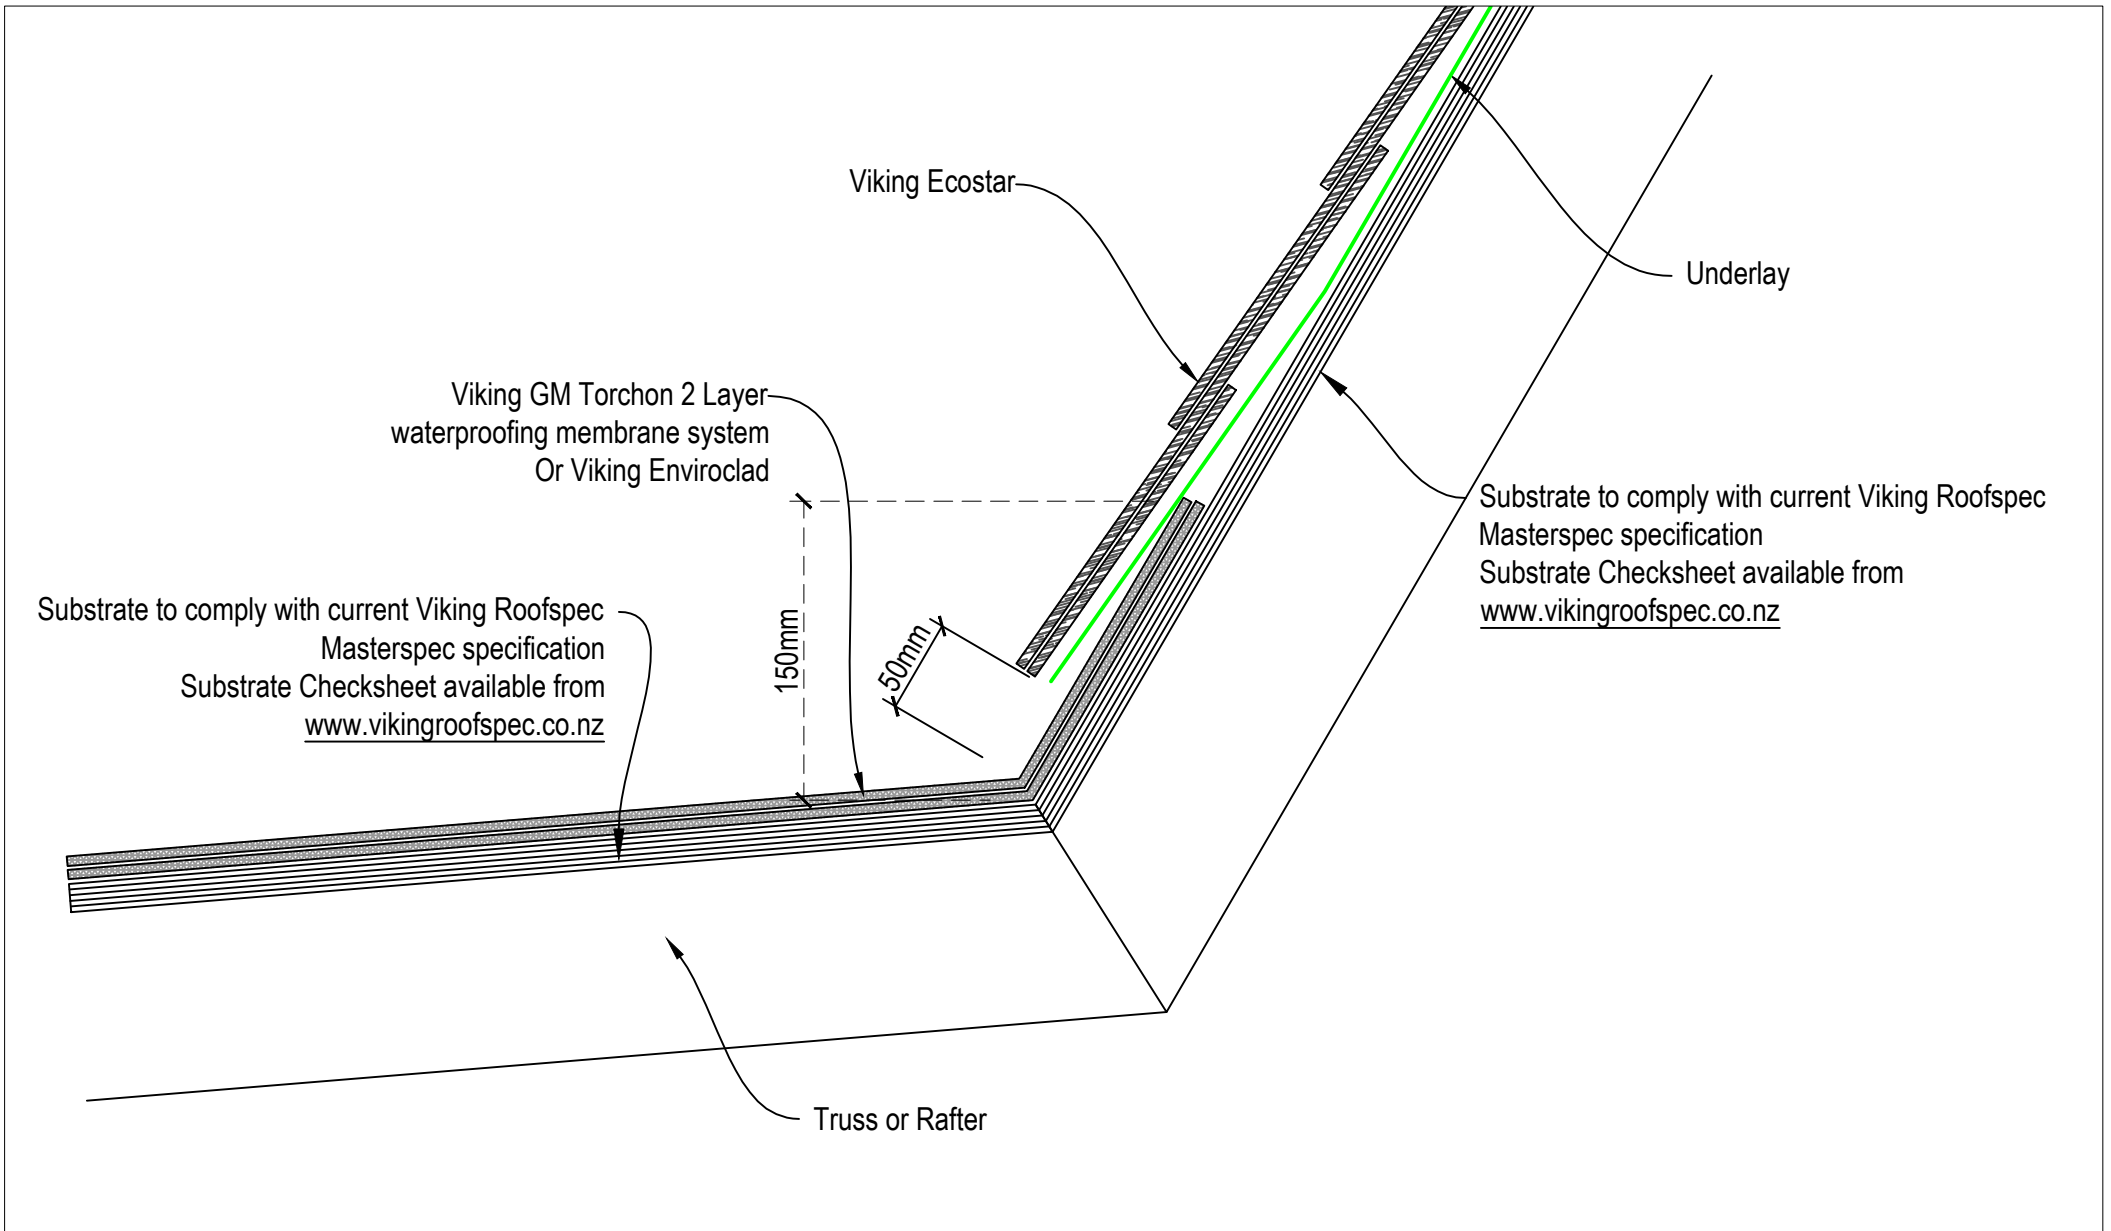 Viking Ecostar
Underlay
Viking GM Torchon 2 Layer
waterproofing membrane system
Or Viking Enviroclad
Substrate to comply with current Viking Roofspec
Masterspec specification
Substrate Checksheet available from
www.vikingroofspec.co.nz
Substrate to comply with current Viking Roofspec
Masterspec specification
Substrate Checksheet available from
www.vikingroofspec.co.nz
150mm
50mm
Truss or Rafter